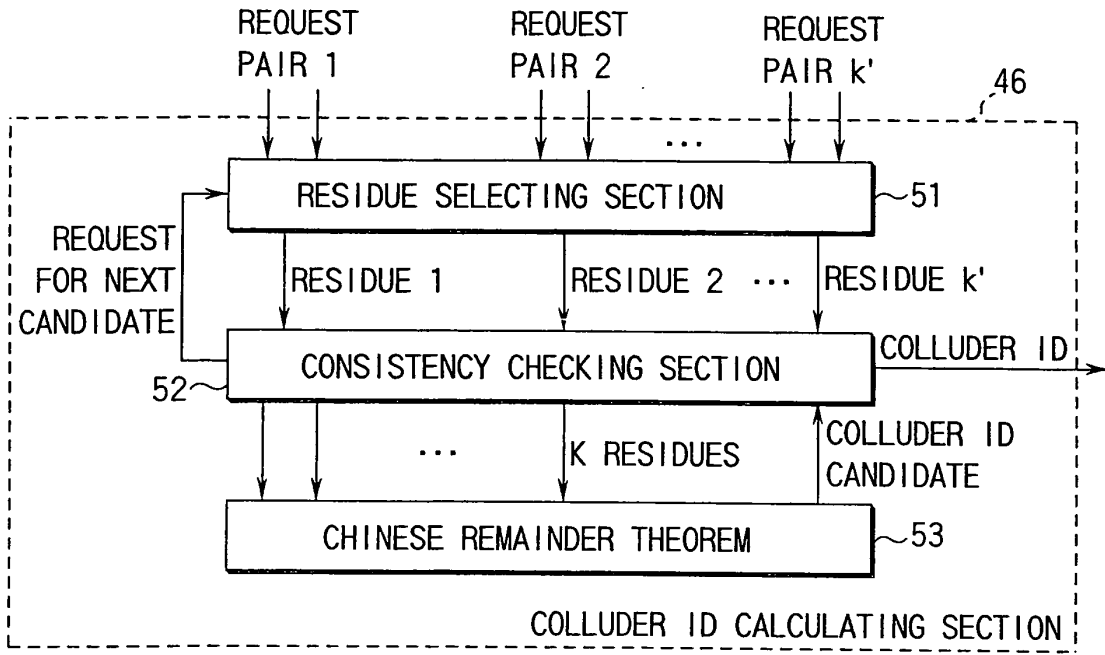 REQUEST PAIR 1
REQUEST PAIR 2
REQUEST PAIR k'
46
...
RESIDUE SELECTING SECTION
51
REQUEST FOR NEXT CANDIDATE
RESIDUE 1
RESIDUE 2
...
RESIDUE k'
CONSISTENCY CHECKING SECTION
52
COLLUDER ID
...
K RESIDUES
COLLUDER ID CANDIDATE
CHINESE REMAINDER THEOREM
53
COLLUDER ID CALCULATING SECTION